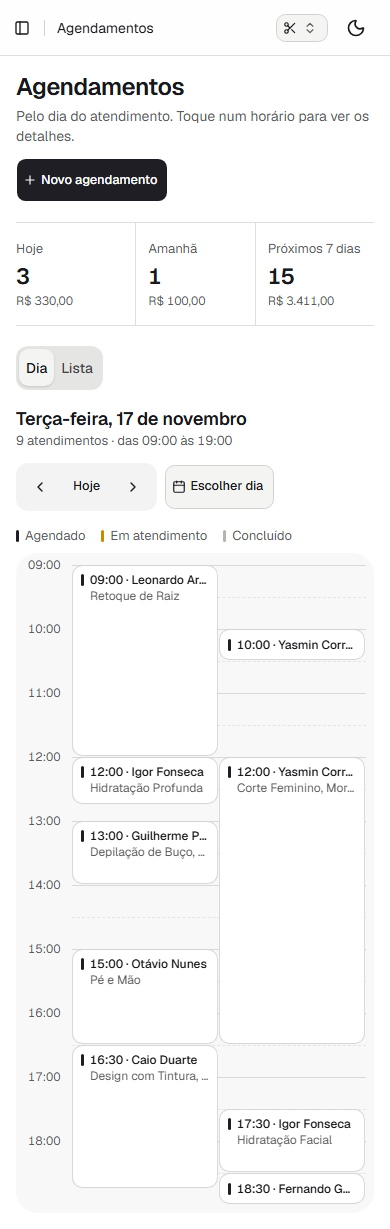 Agendamentos
Agendamentos
Pelo dia do atendimento. Toque num horário para ver os
detalhes.
+ Novo agendamento
Hoje
3
R$ 330,00
Amanhã
1
R$ 100,00
Próximos 7 dias
15
R$ 3.411,00
Dia
Lista
Terça-feira, 17 de novembro
9 atendimentos · das 09:00 às 19:00
Hoje
Escolher dia
Agendado
Em atendimento
Concluído
09:00
09:00 · Leonardo Ar...
Retoque de Raiz
10:00
10:00 · Yasmin Corr...
11:00
12:00
12:00 · Igor Fonseca
Hidratação Profunda
12:00 · Yasmin Corr...
Corte Feminino, Mor...
13:00
13:00 · Guilherme P...
Depilação de Buço, ...
14:00
15:00
15:00 · Otávio Nunes
Pé e Mão
16:00
16:30 · Caio Duarte
Design com Tintura, ...
17:00
17:30 · Igor Fonseca
Hidratação Facial
18:00
18:30 · Fernando G...